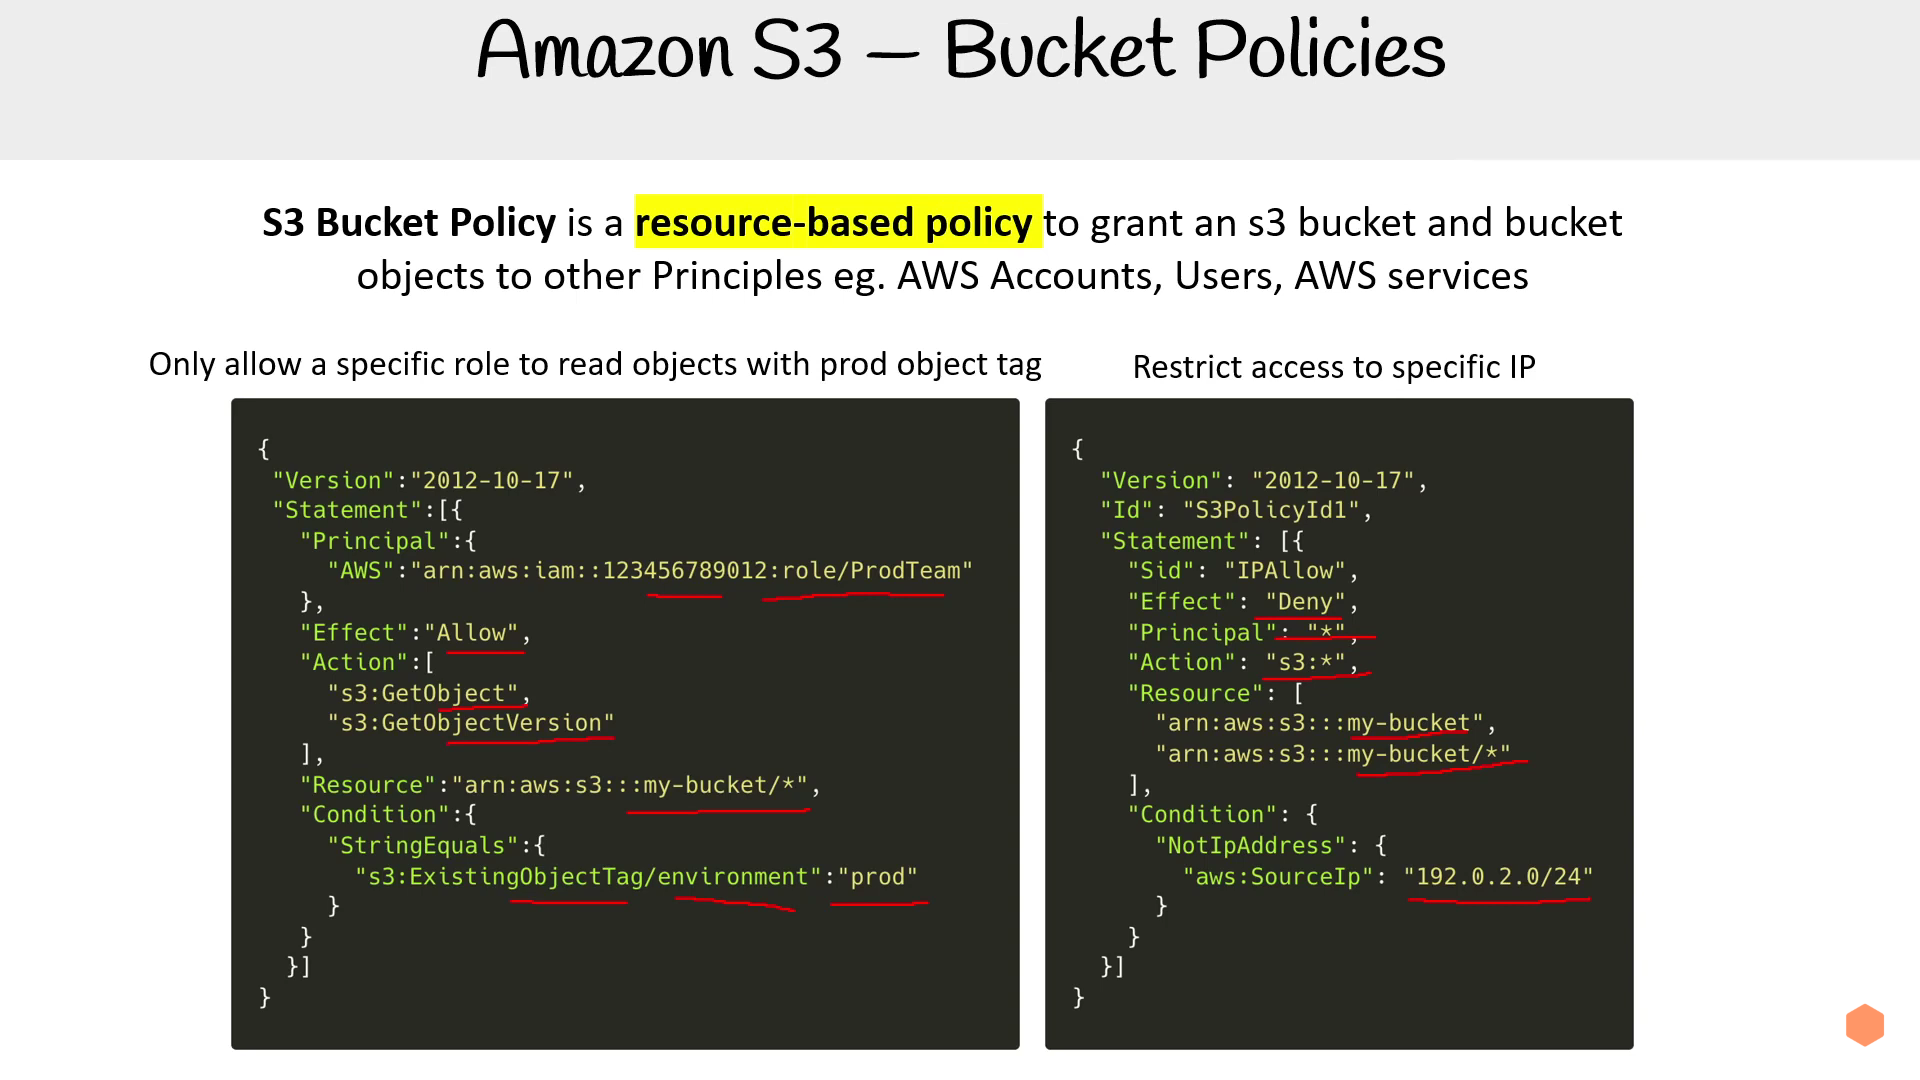 Amazon S3 – Bucket Policies
S3 Bucket Policy is a resource-based policy to grant an s3 bucket and bucket
objects to other Principles eg. AWS Accounts, Users, AWS services
Only allow a specific role to read objects with prod object tag
{
"Version":"2012-10-17",
"Statement":[{
"Principal":{
"AWS":"arn:aws:iam::123456789012:role/ProdTeam"
},
"Effect":"Allow",
"Action":[
"s3:GetObject",
"s3:GetObjectVersion"
],
"Resource":"arn:aws:s3:::my-bucket/*",
"Condition":{
"StringEquals":{
"s3:ExistingObjectTag/environment":"prod"
}
}
}]
}
Restrict access to specific IP
{
"Version": "2012-10-17",
"Id": "S3PolicyId1",
"Statement": [{
"Sid": "IPAllow",
"Effect": "Deny",
"Principal": "*",
"Action": "s3:*",
"Resource": [
"arn:aws:s3:::my-bucket",
"arn:aws:s3:::my-bucket/*"
],
"Condition": {
"NotIpAddress": {
"aws:SourceIp": "192.0.2.0/24"
}
}
}]
}